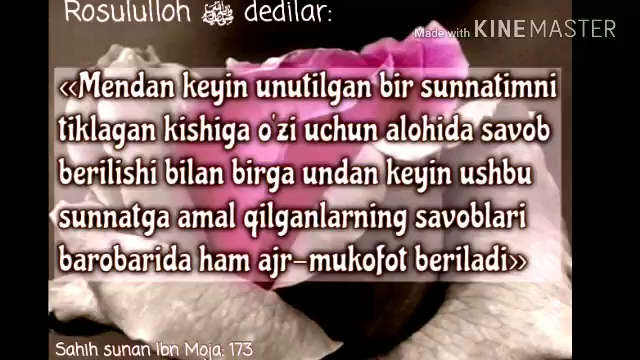 Rosululloh ﷺ dedilar:
Made with KINEMASTER
«Mendan keyin unutilgan bir sunnatimni
tiklagan kishiga o'zi uchun alohida savob
berilishi bilan birga undan keyin ushbu
sunnatga amal qilganlarning savoblari
barobarida ham ajr-mukofot beriladi»
Sahih sunan Ibn Moja: 173